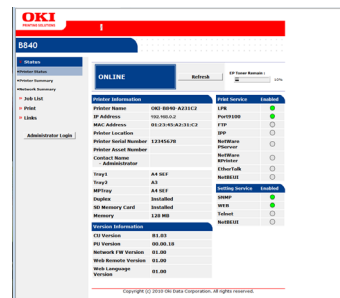 OKI
PRINTING SOLUTIONS
B840
Status
Printer Status
Printer Summary
Network Summary
Job List
Print
Links
Administrator Login
ONLINE
Refresh
EP Toner Remain :
10%
Printer Information
Printer Name OKI-B840-A231C2
IP Address 192.168.0.2
MAC Address 01:23:45:A2:31:C2
Printer Location
Printer Serial Number 12345678
Printer Asset Number
Contact Name
- Administrator
Tray1 A4 SEF
Tray2 A3
MPTray A4 SEF
Duplex Installed
SD Memory Card Installed
Memory 128 MB
Version Information
CU Version B1.03
PU Version 00.00.18
Network FW Version 01.00
Web Remote Version 01.00
Web Language
Version 01.00
Print Service Enabled
LPR
Port9100
FTP
IPP
NetWare
PServer
NetWare
RPrinter
EtherTalk
NetBEUI
Setting Service Enabled
SNMP
WEB
Telnet
NetBEUI
Copyright (c) 2010 Oki Data Corporation. All rights reserved.